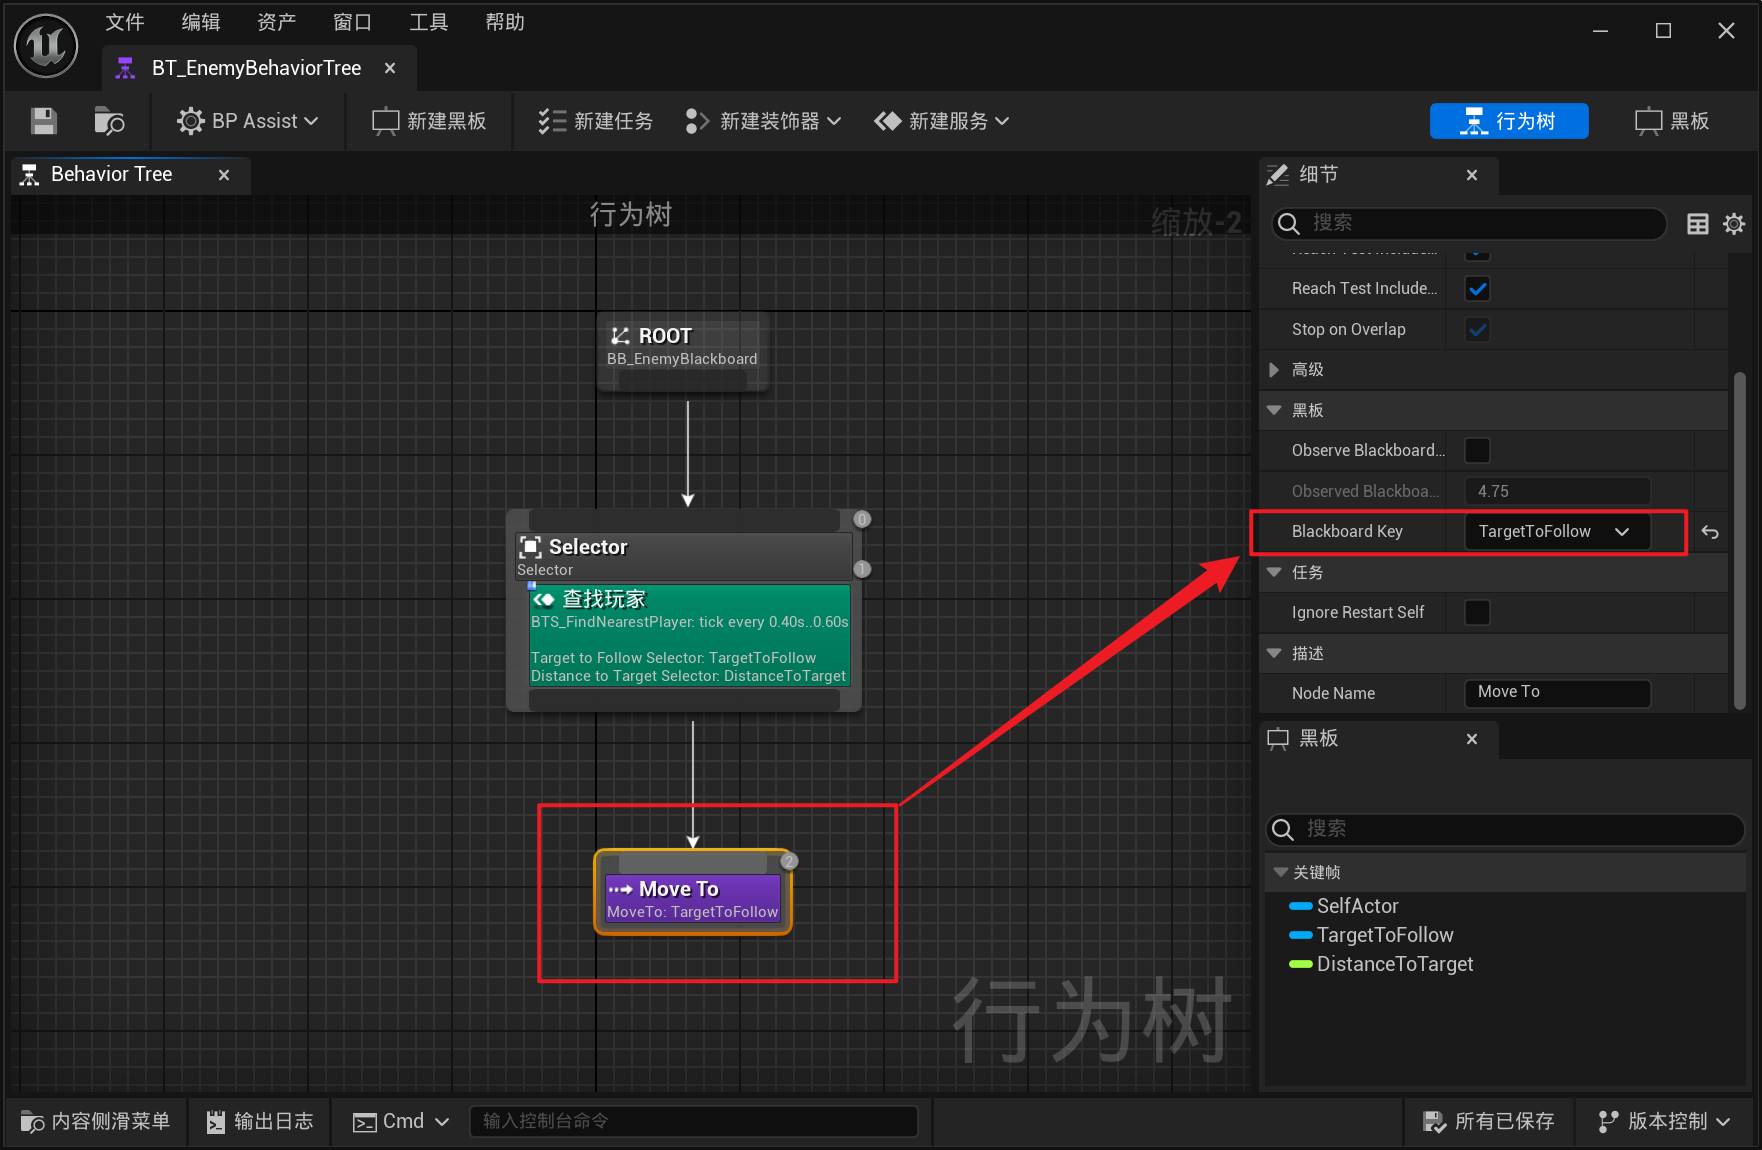 文件 编辑 资产 窗口 工具 帮助
BT_EnemyBehaviorTree
BP Assist
新建黑板
新建任务
新建装饰器
新建服务
行为树
黑板
Behavior Tree
行为树
缩放-2
ROOT
BB_EnemyBlackboard
0
Selector
Selector
1
查找玩家
BTS_FindNearestPlayer: tick every 0.40s..0.60s
Target to Follow Selector: TargetToFollow
Distance to Target Selector: DistanceToTarget
2
Move To
MoveTo: TargetToFollow
行为树
细节
搜索
Reach Test Include...
Reach Test Include...
Stop on Overlap
高级
黑板
Observe Blackboard...
Observed Blackboa... 4.75
Blackboard Key TargetToFollow
任务
Ignore Restart Self
描述
Node Name Move To
黑板
搜索
关键帧
SelfActor
TargetToFollow
DistanceToTarget
内容侧滑菜单
输出日志
Cmd
输入控制台命令
所有已保存
版本控制